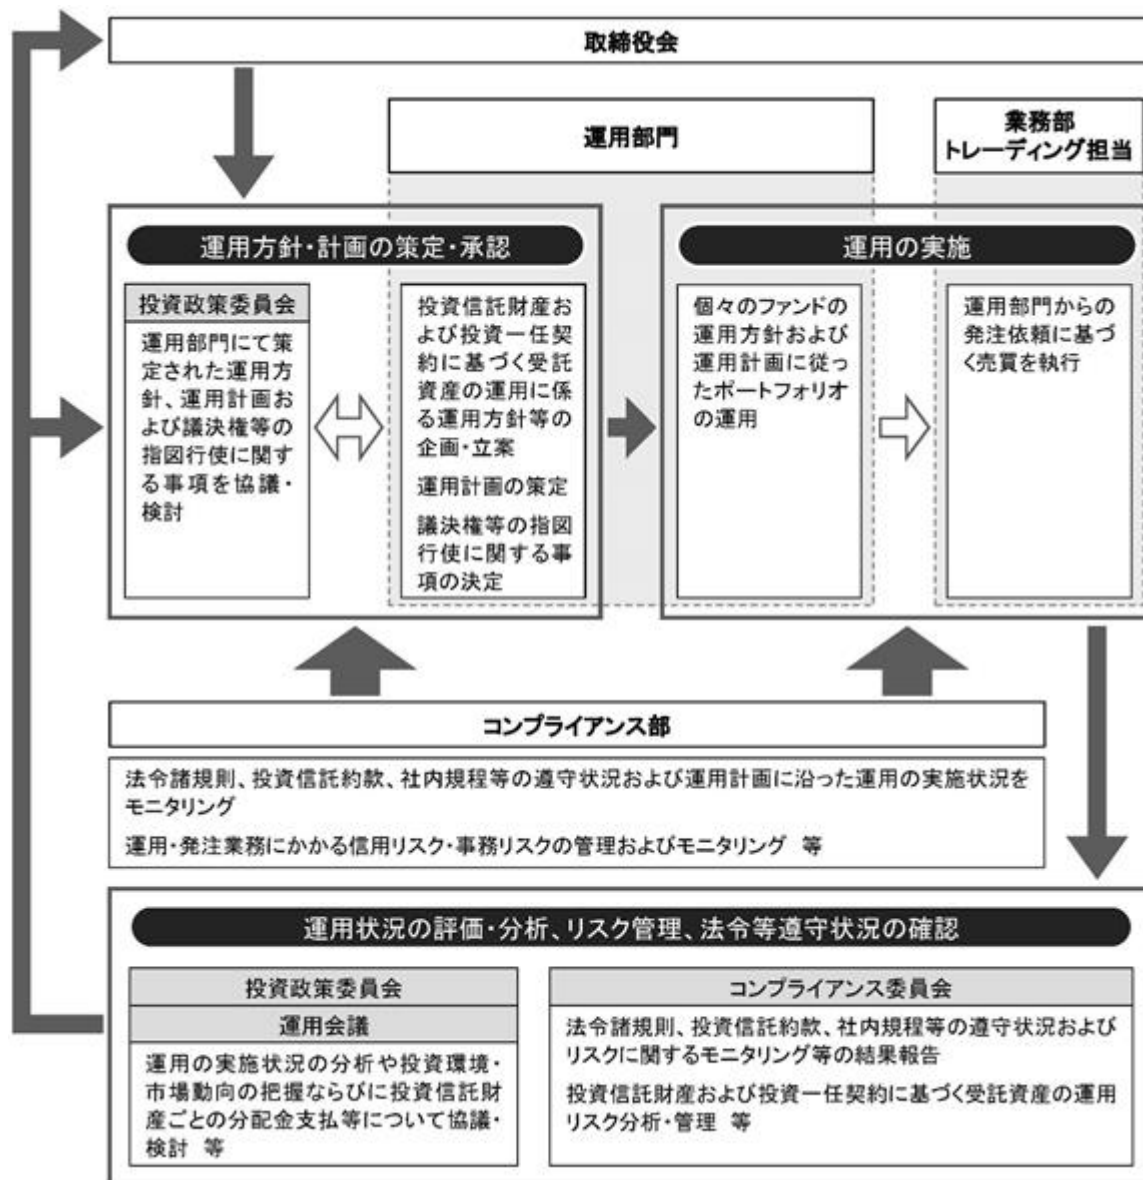 取締役会
運用部門
業務部
トレーディング担当
運用方針・計画の策定・承認
投資政策委員会
運用部門にて策
定された運用方
針、運用計画お
よび議決権等の
指図行使に関す
る事項を協議・
検討
投資信託財産お
よび投資一任契
約に基づく受託
資産の運用に係
る運用方針等の
企画・立案
運用計画の策定
議決権等の指図
行使に関する事
項の決定
運用の実施
個々のファンドの
運用方針および
運用計画に従っ
たポートフォリオ
の運用
運用部門からの
発注依頼に基づ
く売買を執行
コンプライアンス部
法令諸規則、投資信託約款、社内規程等の遵守状況および運用計画に沿った運用の実施状況を
モニタリング
運用・発注業務にかかる信用リスク・事務リスクの管理およびモニタリング 等
運用状況の評価・分析、リスク管理、法令等遵守状況の確認
投資政策委員会
運用会議
運用の実施状況の分析や投資環境・
市場動向の把握ならびに投資信託財
産ごとの分配金支払等について協議・
検討 等
コンプライアンス委員会
法令諸規則、投資信託約款、社内規程等の遵守状況および
リスクに関するモニタリング等の結果報告
投資信託財産および投資一任契約に基づく受託資産の運用
リスク分析・管理 等